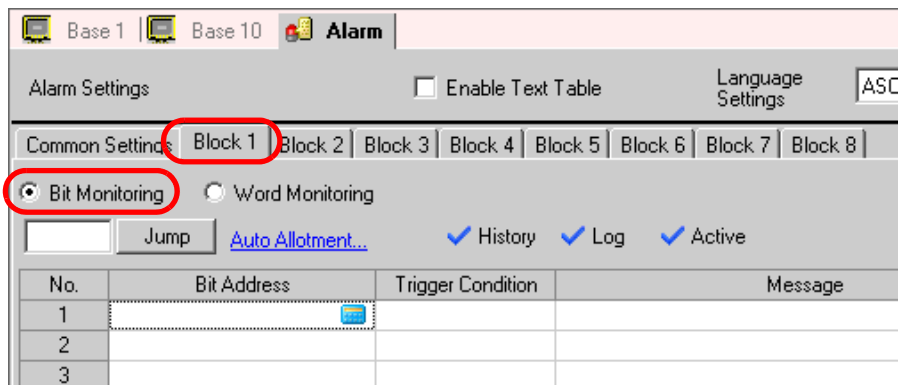 Base 1 Base 10 Alarm
Alarm Settings Enable Text Table Language Settings ASC
Common Settings Block 1 Block 2 Block 3 Block 4 Block 5 Block 6 Block 7 Block 8
Bit Monitoring Word Monitoring
Jump Auto Allotment... History Log Active
No. Bit Address Trigger Condition Message
1
2
3